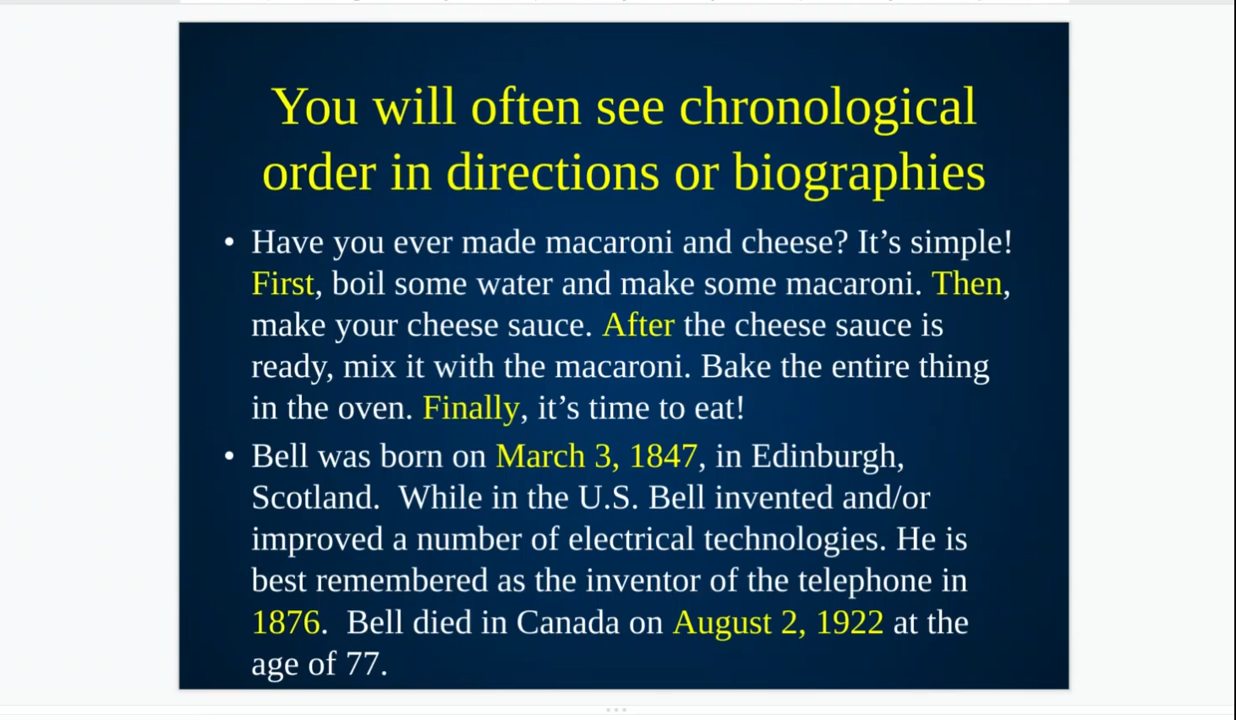 You will often see chronological
order in directions or biographies
• Have you ever made macaroni and cheese? It’s simple!
First, boil some water and make some macaroni. Then,
make your cheese sauce. After the cheese sauce is
ready, mix it with the macaroni. Bake the entire thing
in the oven. Finally, it’s time to eat!
• Bell was born on March 3, 1847, in Edinburgh,
Scotland.  While in the U.S. Bell invented and/or
improved a number of electrical technologies. He is
best remembered as the inventor of the telephone in
1876.  Bell died in Canada on August 2, 1922 at the
age of 77.